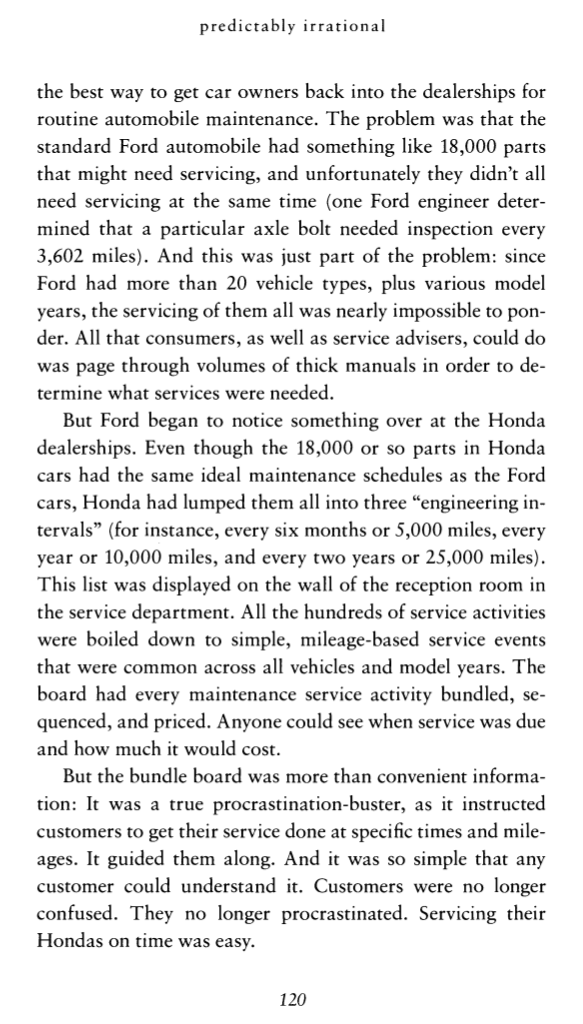 predictably irrational
the best way to get car owners back into the dealerships for
routine automobile maintenance. The problem was that the
standard Ford automobile had something like 18,000 parts
that might need servicing, and unfortunately they didn’t all
need servicing at the same time (one Ford engineer deter-
mined that a particular axle bolt needed inspection every
3,602 miles). And this was just part of the problem: since
Ford had more than 20 vehicle types, plus various model
years, the servicing of them all was nearly impossible to pon-
der. All that consumers, as well as service advisers, could do
was page through volumes of thick manuals in order to de-
termine what services were needed.
But Ford began to notice something over at the Honda
dealerships. Even though the 18,000 or so parts in Honda
cars had the same ideal maintenance schedules as the Ford
cars, Honda had lumped them all into three “engineering in-
tervals” (for instance, every six months or 5,000 miles, every
year or 10,000 miles, and every two years or 25,000 miles).
This list was displayed on the wall of the reception room in
the service department. All the hundreds of service activities
were boiled down to simple, mileage-based service events
that were common across all vehicles and model years. The
board had every maintenance service activity bundled, se-
quenced, and priced. Anyone could see when service was due
and how much it would cost.
But the bundle board was more than convenient informa-
tion: It was a true procrastination-buster, as it instructed
customers to get their service done at specific times and mile-
ages. It guided them along. And it was so simple that any
customer could understand it. Customers were no longer
confused. They no longer procrastinated. Servicing their
Hondas on time was easy.
120